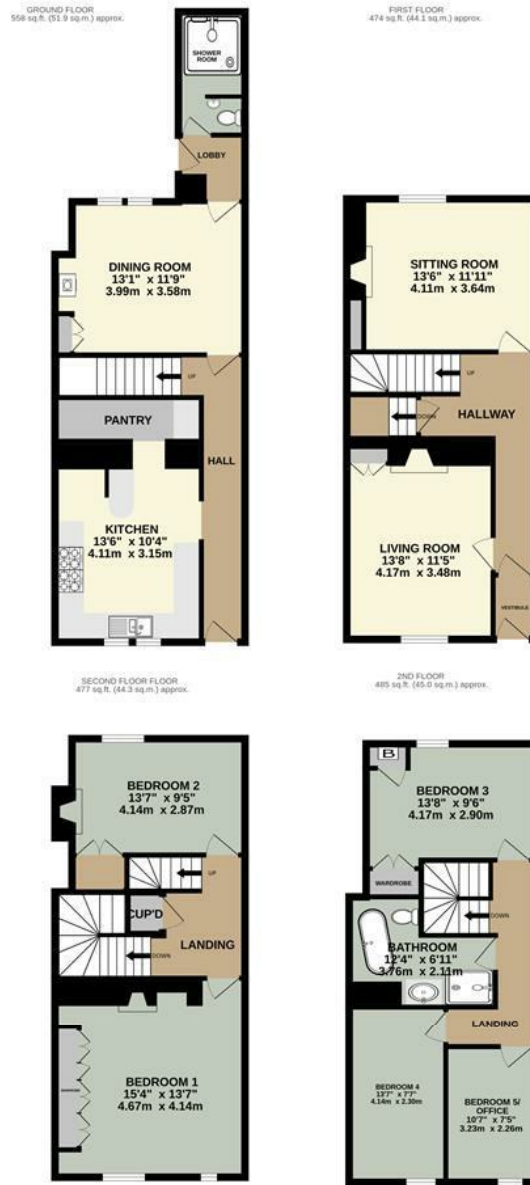 GROUND FLOOR
558 sq.ft. (51.9 sq.m.) approx.
SHOWER
ROOM
LOBBY
DINING ROOM
13'1" x 11'9"
3.99m x 3.58m
UP
PANTRY
HALL
KITCHEN
13'6" x 10'4"
4.11m x 3.15m
FIRST FLOOR
474 sq.ft. (44.1 sq.m.) approx.
SITTING ROOM
13'6" x 11'11"
4.11m x 3.64m
UP
DOWN
HALLWAY
LIVING ROOM
13'8" x 11'5"
4.17m x 3.48m
VESTIBULE
SECOND FLOOR FLOOR
477 sq.ft. (44.3 sq.m.) approx.
BEDROOM 2
13'7" x 9'5"
4.14m x 2.87m
UP
CUP'D
LANDING
DOWN
BEDROOM 1
15'4" x 13'7"
4.67m x 4.14m
2ND FLOOR
485 sq.ft. (45.0 sq.m.) approx.
B
BEDROOM 3
13'8" x 9'6"
4.17m x 2.90m
WARDROBE
DOWN
BATHROOM
12'4" x 6'11"
3.76m x 2.11m
LANDING
BEDROOM 4
13'7" x 7'7"
4.14m x 2.30m
BEDROOM 5/
OFFICE
10'7" x 7'5"
3.23m x 2.26m